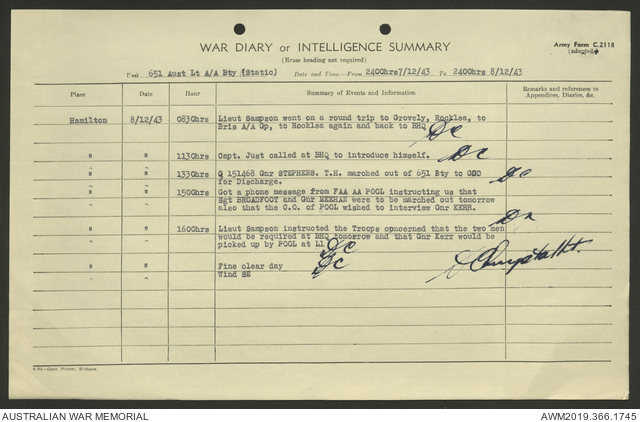 WAR DIARY or INTELLIGENCE SUMMARY
Army Form C.2118
(adapted)
(Erase heading not required)
Unit 651 Aust Lt A/A Bty (Static) Date and Time—From 2400hrs7/12/43 To 2400hrs 8/12/43
Place Date Hour Summary of Events and Information Remarks and references to Appendices, Diaries, &c.
Hamilton 8/12/43 0830hrs Lieut Sampson went on a round trip to Grovely, Rocklea, to
Bris A/A Op, to Rocklea again and back to BHQ
" " 1130hrs Capt. Just called at BHQ to introduce himself.
" " 1330hrs Q 151468 Gnr STEPHENS. T.H. marched out of 651 Bty to GDD
for Discharge.
" " 1500hrs Got a phone message from FAA AA POOL instructing us that
Sgt BROADFOOT and Gnr MEEHAN were to be marched out tomorrow
also that the C.O. of POOL wished to interview Gnr KERR.
" " 1600hrs Lieut Sampson instructed the Troops opncerned that the two men
would be required at BHQ tomorrow and that Gnr Kerr would be
picked up by POOL at L1
" " Fine clear day
" " Wind SE
AUSTRALIAN WAR MEMORIAL AWM2019.366.1745